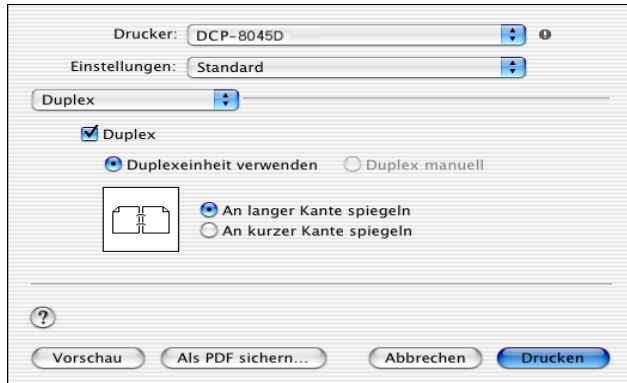 Drucker: DCP-8045D
Einstellungen: Standard
Duplex
Duplex
Duplexeinheit verwenden Duplex manuell
An langer Kante spiegeln
An kurzer Kante spiegeln
?
Vorschau Als PDF sichern... Abbrechen Drucken